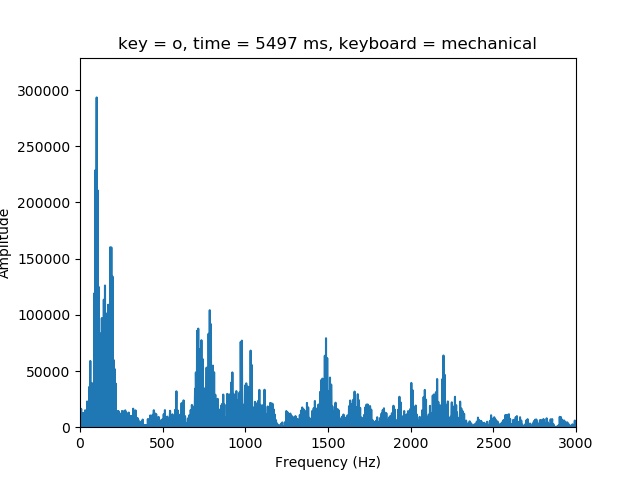 key = o, time = 5497 ms, keyboard = mechanical
300000
250000
200000
150000
100000
50000
0
Amplitude
0 500 1000 1500 2000 2500 3000
Frequency (Hz)